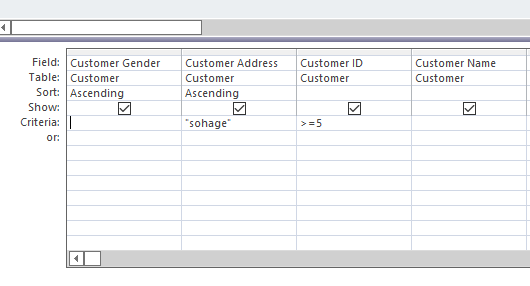 Field: Customer Gender Customer Address Customer ID Customer Name
Table: Customer Customer Customer Customer
Sort: Ascending Ascending
Show:
Criteria: "sohage" >=5
or: